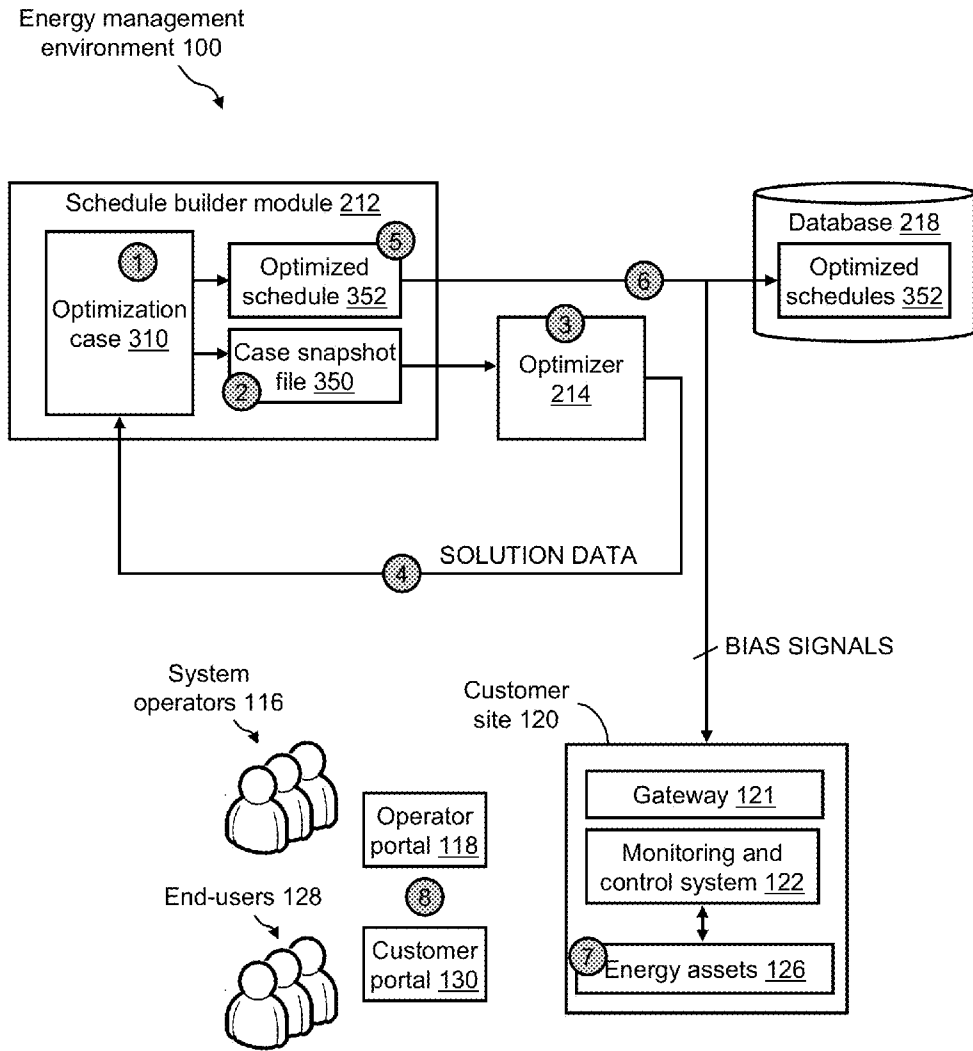 Energy management
environment 100
Schedule builder module 212
1
Optimization
case 310
5
Optimized
schedule 352
2
Case snapshot
file 350
3
Optimizer
214
6
Database 218
Optimized
schedules 352
4
SOLUTION DATA
BIAS SIGNALS
System
operators 116
Customer
site 120
Operator
portal 118
8
Customer
portal 130
End-users 128
Gateway 121
Monitoring and
control system 122
7
Energy assets 126